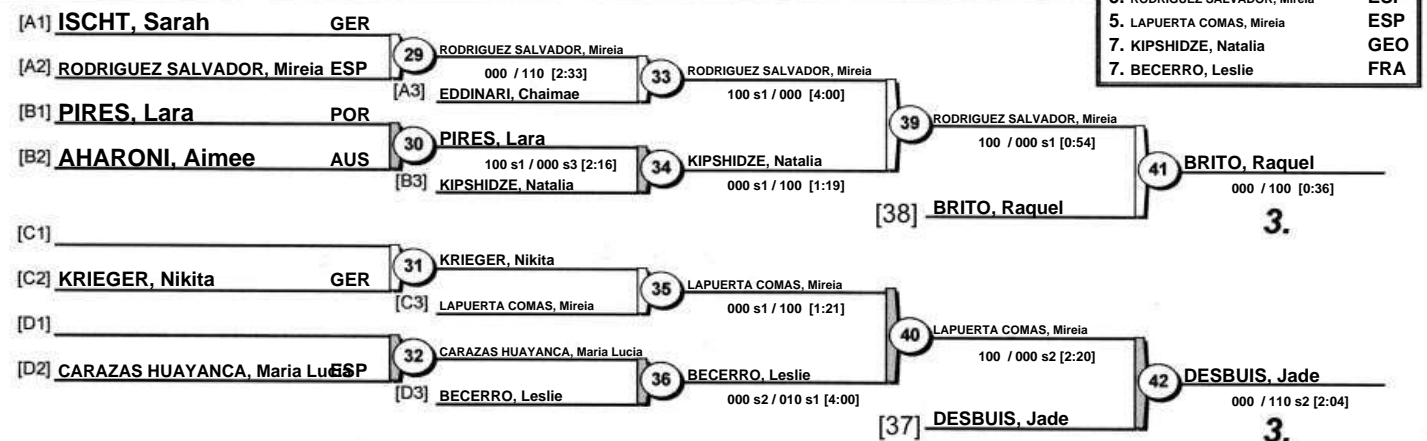 5. RODRIGUEZ SALVADOR, Mireia ESP
5. LAPUERTA COMAS, Mireia ESP
7. KIPSHIDZE, Natalia GEO
7. BECERRO, Leslie FRA
[A1] ISCHT, Sarah GER
[A2] RODRIGUEZ SALVADOR, Mireia ESP
29 RODRIGUEZ SALVADOR, Mireia
000 / 110 [2:33]
[A3] EDDINARI, Chaimae
33 RODRIGUEZ SALVADOR, Mireia
100 s1 / 000 [4:00]
[B1] PIRES, Lara POR
[B2] AHARONI, Aimee AUS
30 PIRES, Lara
100 s1 / 000 s3 [2:16]
[B3] KIPSHIDZE, Natalia
34 KIPSHIDZE, Natalia
000 s1 / 100 [1:19]
39 RODRIGUEZ SALVADOR, Mireia
100 / 000 s1 [0:54]
[38] BRITO, Raquel
41 BRITO, Raquel
000 / 100 [0:36]
3.
[C1]
[C2] KRIEGER, Nikita GER
31 KRIEGER, Nikita
[C3] LAPUERTA COMAS, Mireia
35 LAPUERTA COMAS, Mireia
000 s1 / 100 [1:21]
[D1]
[D2] CARAZAS HUAYANCA, Maria Lucia ESP
32 CARAZAS HUAYANCA, Maria Lucia
[D3] BECERRO, Leslie
36 BECERRO, Leslie
000 s2 / 010 s1 [4:00]
40 LAPUERTA COMAS, Mireia
100 / 000 s2 [2:20]
[37] DESBUIS, Jade
42 DESBUIS, Jade
000 / 110 s2 [2:04]
3.